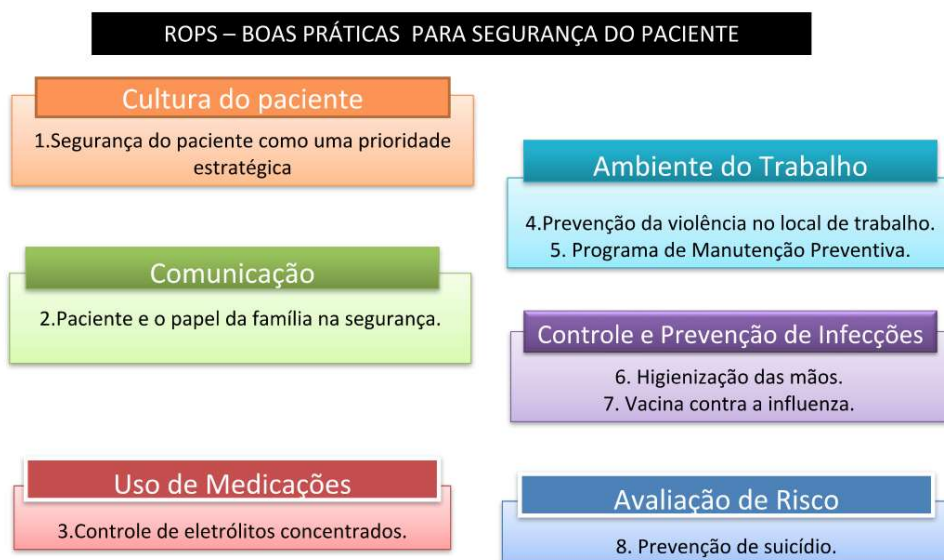 ROPS – BOAS PRÁTICAS PARA SEGURANÇA DO PACIENTE
Cultura do paciente
1.Segurança do paciente como uma prioridade
estratégica
Comunicação
2.Paciente e o papel da família na segurança.
Uso de Medicações
3.Controle de eletrólitos concentrados.
Ambiente do Trabalho
4.Prevenção da violência no local de trabalho.
5. Programa de Manutenção Preventiva.
Controle e Prevenção de Infecções
6. Higienização das mãos.
7. Vacina contra a influenza.
Avaliação de Risco
8. Prevenção de suicídio.